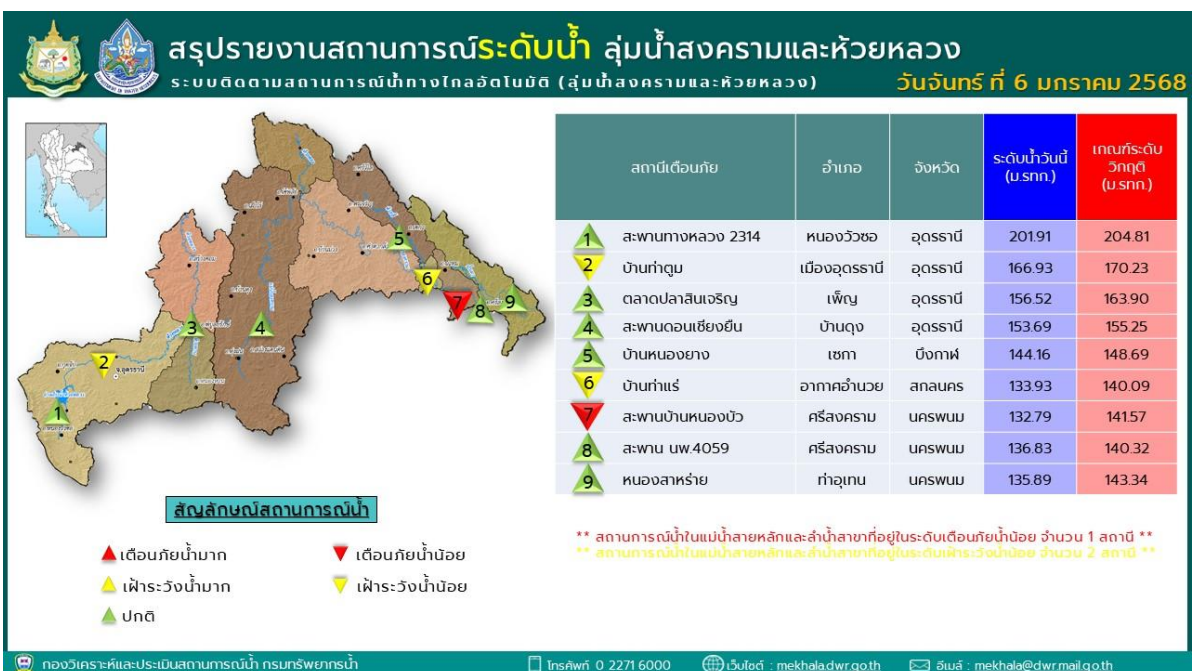 สรุปรายงานสถานการณ์ระดับน้ำ ลุ่มน้ำสงครามและห้วยหลวง
ระบบติดตามสถานการณ์น้ำทางไกลอัตโนมัติ (ลุ่มน้ำสงครามและห้วยหลวง) วันจันทร์ ที่ 6 มกราคม 2568
สถานีเตือนภัย อำเภอ จังหวัด ระดับน้ำวันนี้ (ม.รทก.) เกณฑ์ระดับวิกฤติ (ม.รทก.)
1 สะพานทางหลวง 2314 หนองวัวซอ อุดรธานี 201.91 204.81
2 บ้านท่าตูม เมืองอุดรธานี อุดรธานี 166.93 170.23
3 ตลาดปลาสินเจริญ เพ็ญ อุดรธานี 156.52 163.90
4 สะพานดอนเชียงยืน บ้านดุง อุดรธานี 153.69 155.25
5 บ้านหนองยาง เซกา บึงกาฬ 144.16 148.69
6 บ้านท่าแร่ อากาศอำนวย สกลนคร 133.93 140.09
7 สะพานบ้านหนองบัว ศรีสงคราม นครพนม 132.79 141.57
8 สะพาน นพ.4059 ศรีสงคราม นครพนม 136.83 140.32
9 หนองสาหร่าย ท่าอุเทน นครพนม 135.89 143.34
5
6
7
8
9
3
4
2
จ.อุดรธานี
1
สัญลักษณ์สถานการณ์น้ำ
เตือนภัยน้ำมาก เตือนภัยน้ำน้อย
เฝ้าระวังน้ำมาก เฝ้าระวังน้ำน้อย
ปกติ
** สถานการณ์น้ำในแม่น้ำสายหลักและลำน้ำสาขาที่อยู่ในระดับเตือนภัยน้ำน้อย จำนวน 1 สถานี **
** สถานการณ์น้ำในแม่น้ำสายหลักและลำน้ำสาขาที่อยู่ในระดับเฝ้าระวังน้ำน้อย จำนวน 2 สถานี **
กองวิเคราะห์และประเมินสถานการณ์น้ำ กรมทรัพยากรน้ำ โทรศัพท์ 0 2271 6000 เว็บไซต์ : mekhala.dwr.go.th อีเมล์ : mekhala@dwr.mail.go.th